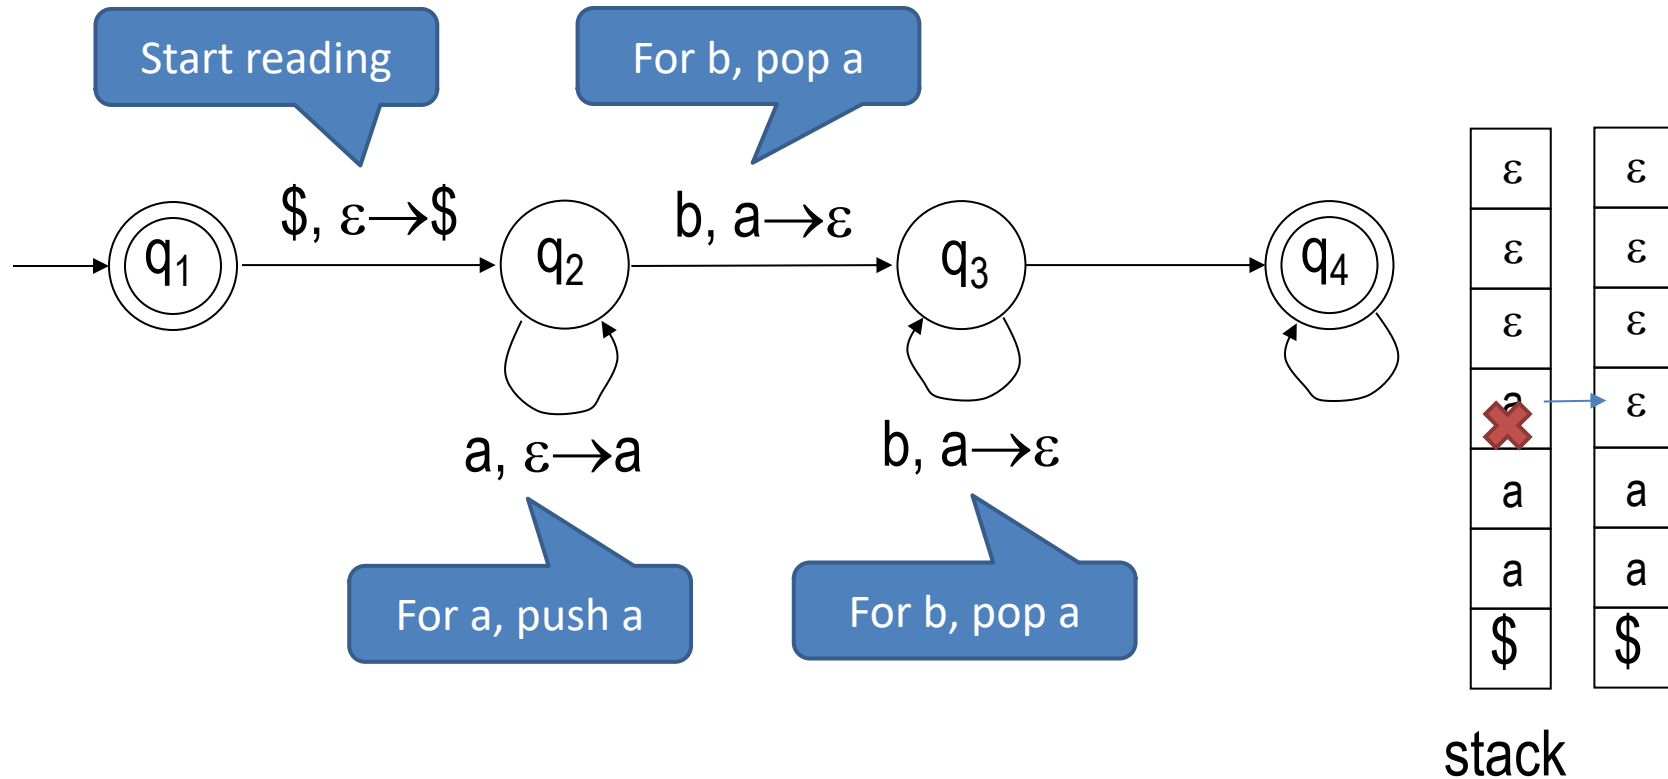 Start reading
For b, pop a
$, ε→$
b, a→ε
q1
q2
q3
q4
a, ε→a
b, a→ε
For a, push a
For b, pop a
ε ε
ε ε
ε ε
a ε
a a
a a
$ $
stack